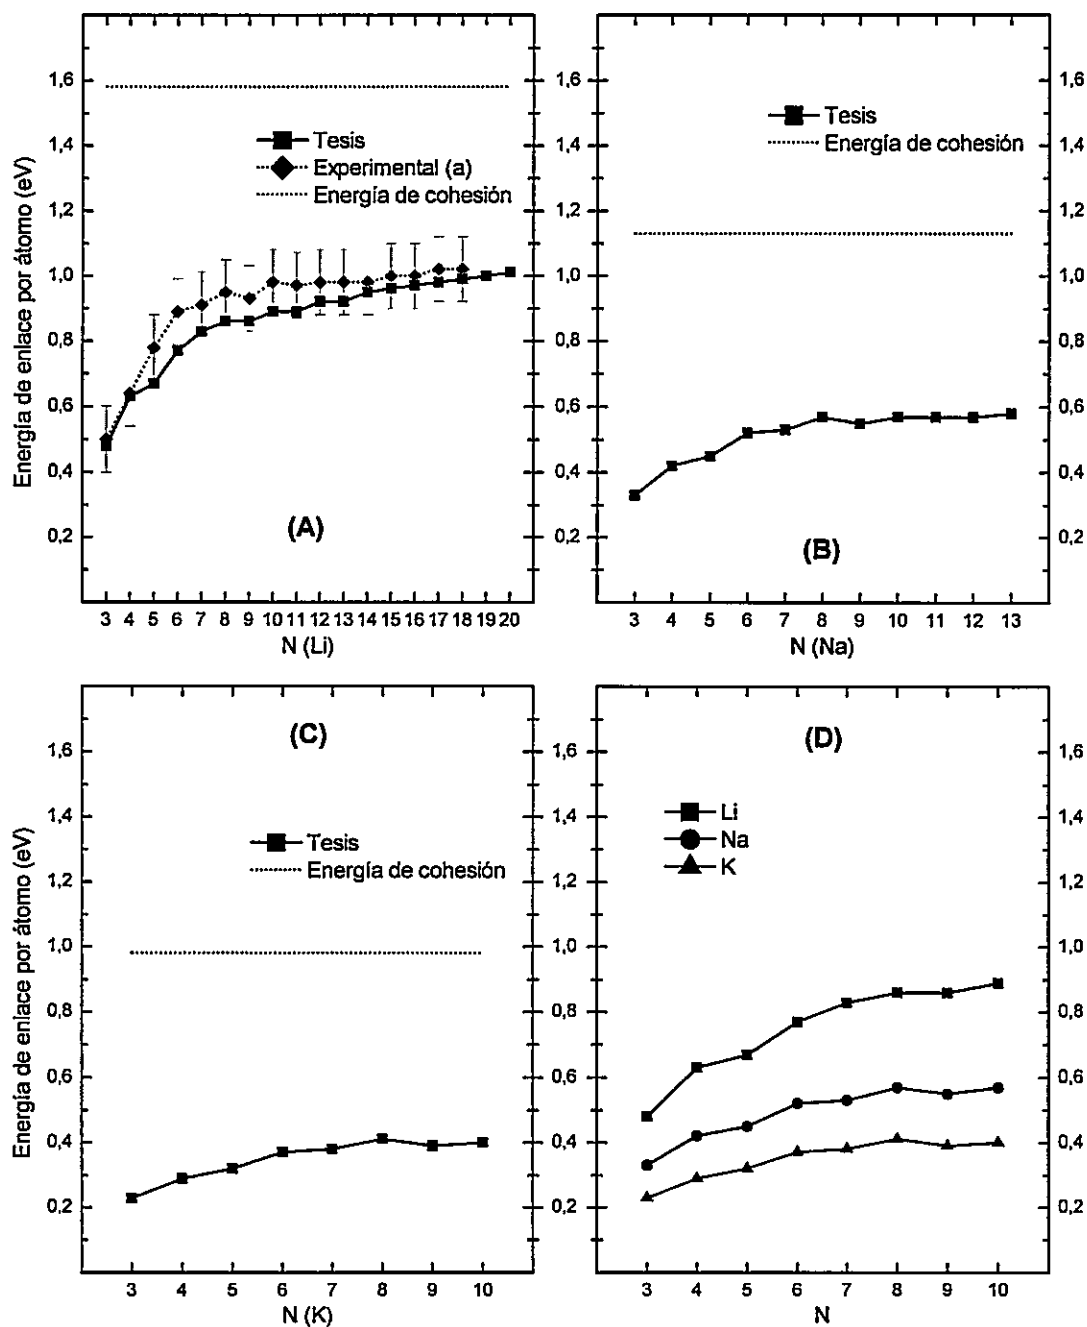 1,6
1,4
1,2
1,0
0,8
0,6
0,4
0,2
Energía de enlace por átomo (eV)
Tesis
Experimental (a)
Energía de cohesión
(A)
3 4 5 6 7 8 9 10 11 12 13 14 15 16 17 18 19 20
N (Li)
Tesis
Energía de cohesión
(B)
1,6
1,4
1,2
1,0
0,8
0,6
0,4
0,2
3 4 5 6 7 8 9 10 11 12 13
N (Na)
1,6
1,4
1,2
1,0
0,8
0,6
0,4
0,2
Energía de enlace por átomo (eV)
(C)
Tesis
Energía de cohesión
3 4 5 6 7 8 9 10
N (K)
(D)
Li
Na
K
1,6
1,4
1,2
1,0
0,8
0,6
0,4
0,2
3 4 5 6 7 8 9 10
N